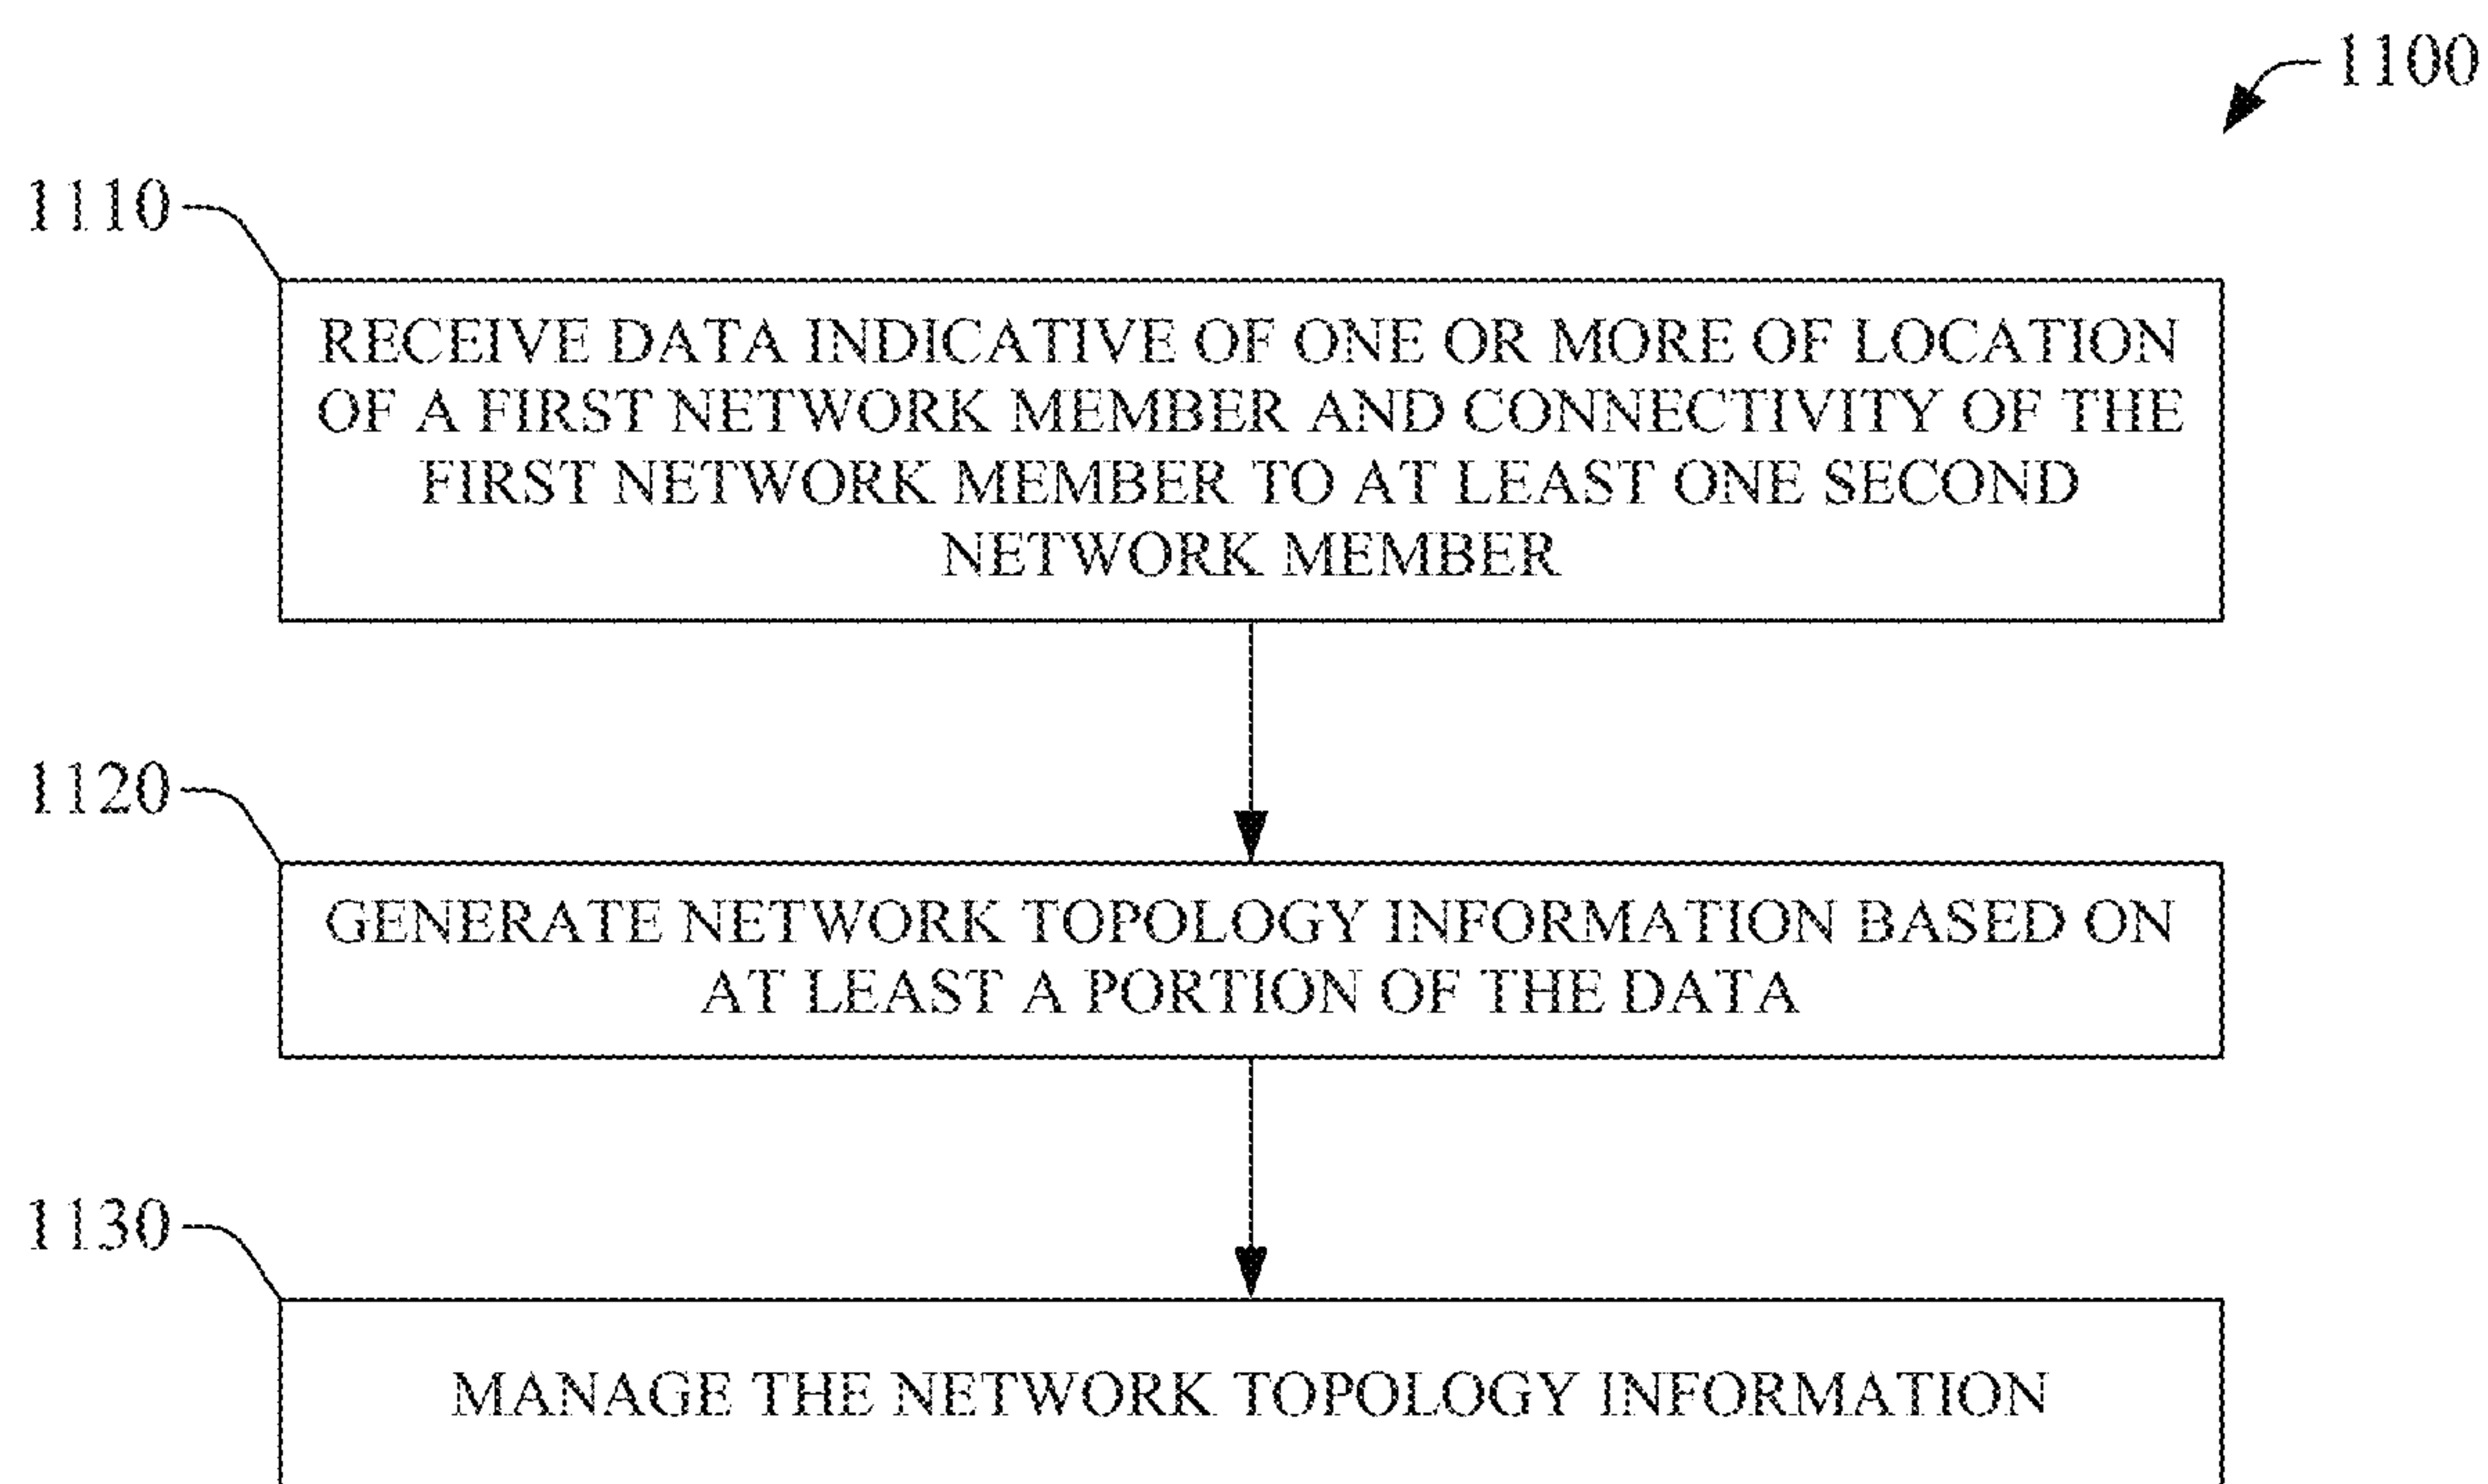 1100
1110
RECEIVE DATA INDICATIVE OF ONE OR MORE OF LOCATION
OF A FIRST NETWORK MEMBER AND CONNECTIVITY OF THE
FIRST NETWORK MEMBER TO AT LEAST ONE SECOND
NETWORK MEMBER
1120
GENERATE NETWORK TOPOLOGY INFORMATION BASED ON
AT LEAST A PORTION OF THE DATA
1130
MANAGE THE NETWORK TOPOLOGY INFORMATION